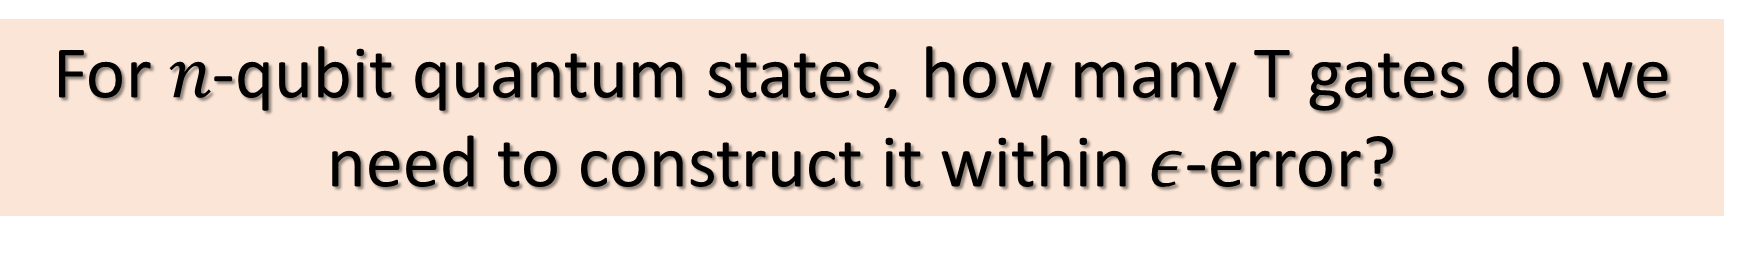 For 𝑛-qubit quantum states, how many T gates do we
need to construct it within 𝜖-error?